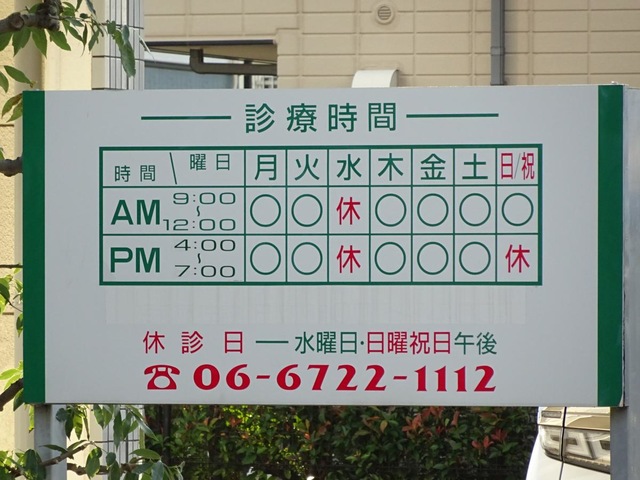 診療時間
時間 \ 曜日 月 火 水 木 金 土 日/祝
AM 9:00~12:00 ○ ○ 休 ○ ○ ○ ○
PM 4:00~7:00 ○ ○ 休 ○ ○ ○ 休
休診日 — 水曜日・日曜祝日午後
☎06-6722-1112